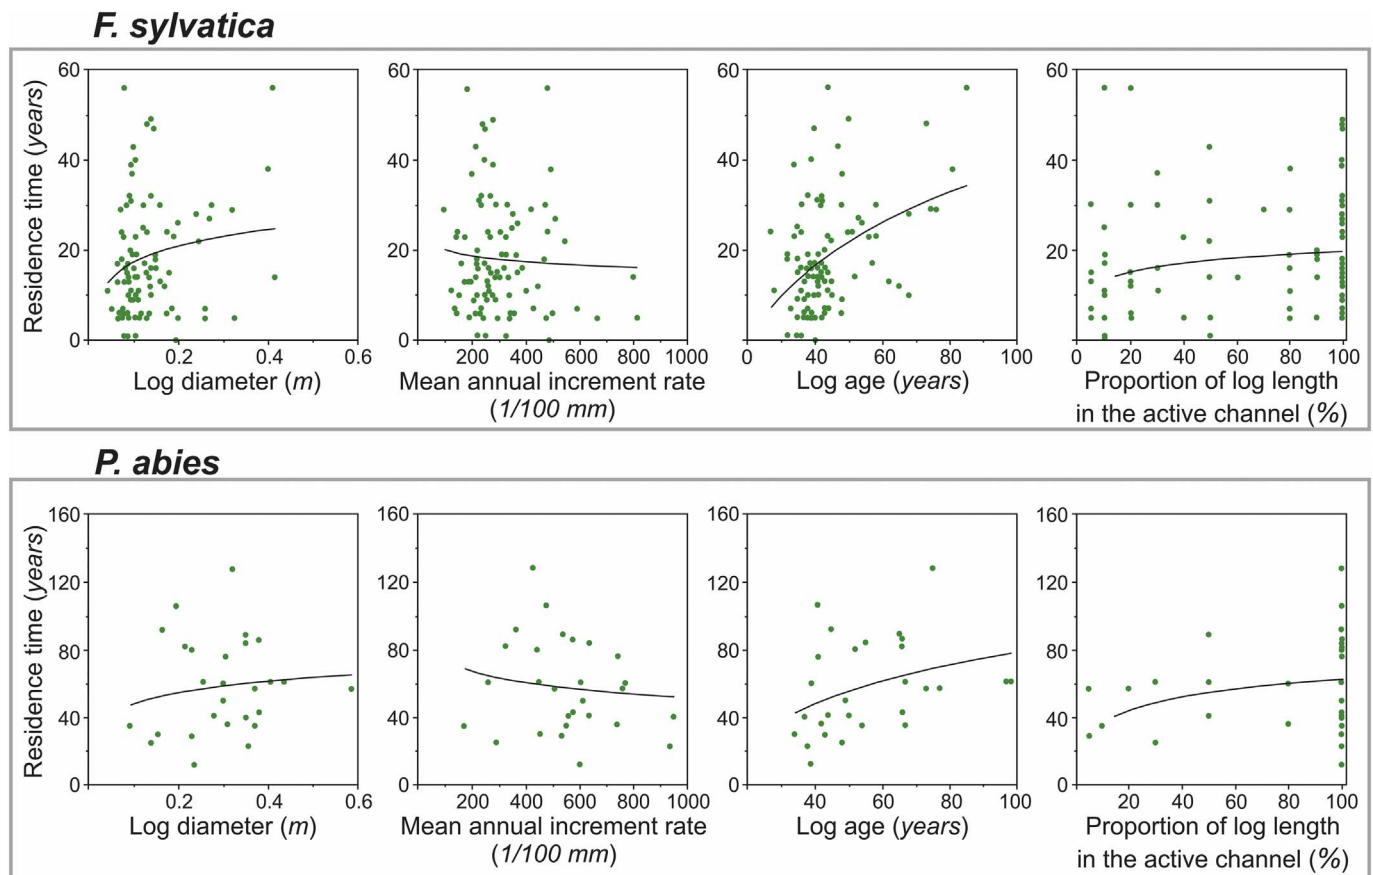 F. sylvatica
Residence time (years)
60
40
20
0
0.2 0.4 0.6
Log diameter (m)
60
40
20
0
200 400 600 800 1000
Mean annual increment rate
(1/100 mm)
60
40
20
0 40 60 80 100
Log age (years)
60
40
20
0 20 40 60 80 100
Proportion of log length
in the active channel (%)
P. abies
Residence time (years)
160
120
80
40
0
0.2 0.4 0.6
Log diameter (m)
160
120
80
40
0
200 400 600 800 1000
Mean annual increment rate
(1/100 mm)
160
120
80
40
0
40 60 80 100
Log age (years)
160
120
80
40
0
20 40 60 80 100
Proportion of log length
in the active channel (%)